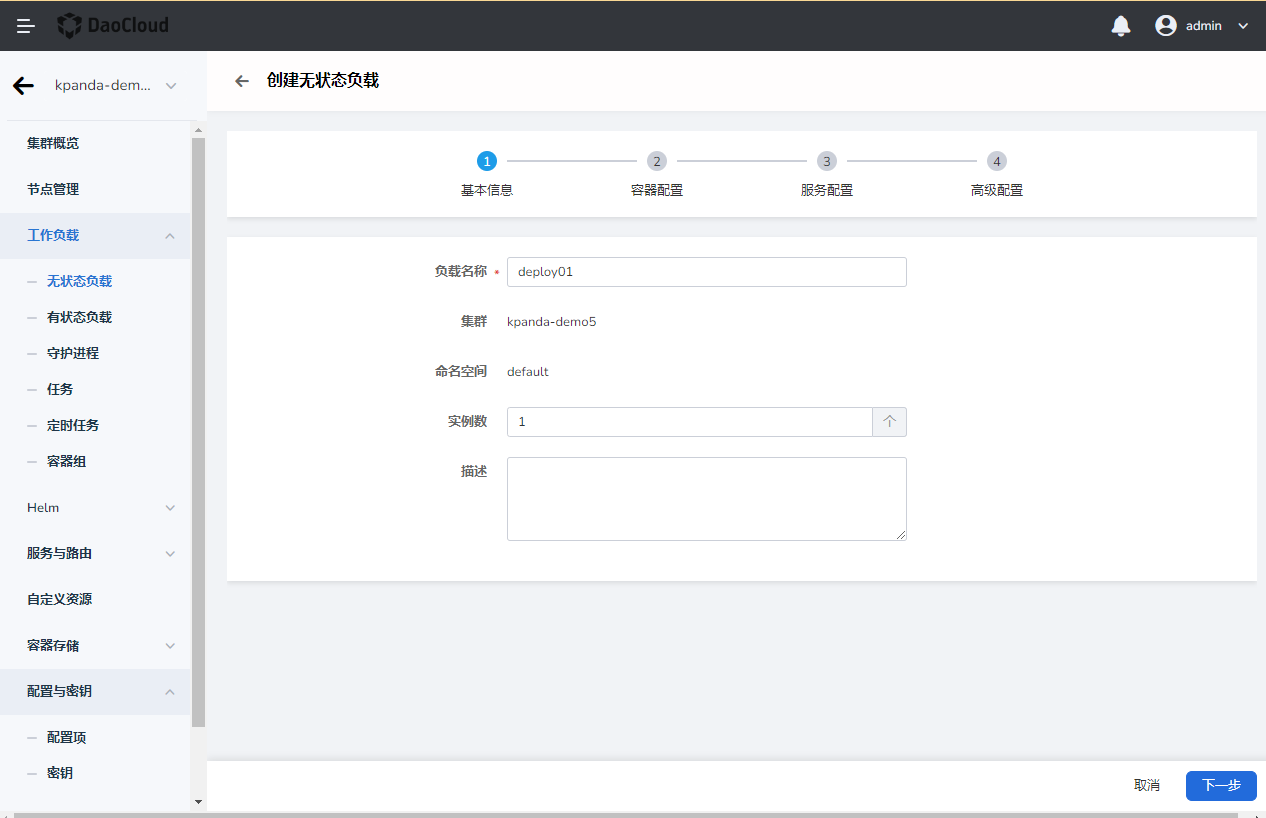 DaoCloud
admin
kpanda-dem...
创建无状态负载
集群概览
节点管理
工作负载
无状态负载
有状态负载
守护进程
任务
定时任务
容器组
Helm
服务与路由
自定义资源
容器存储
配置与密钥
配置项
密钥
1 2 3 4
基本信息 容器配置 服务配置 高级配置
负载名称 * deploy01
集群 kpanda-demo5
命名空间 default
实例数 1 个
描述
取消 下一步